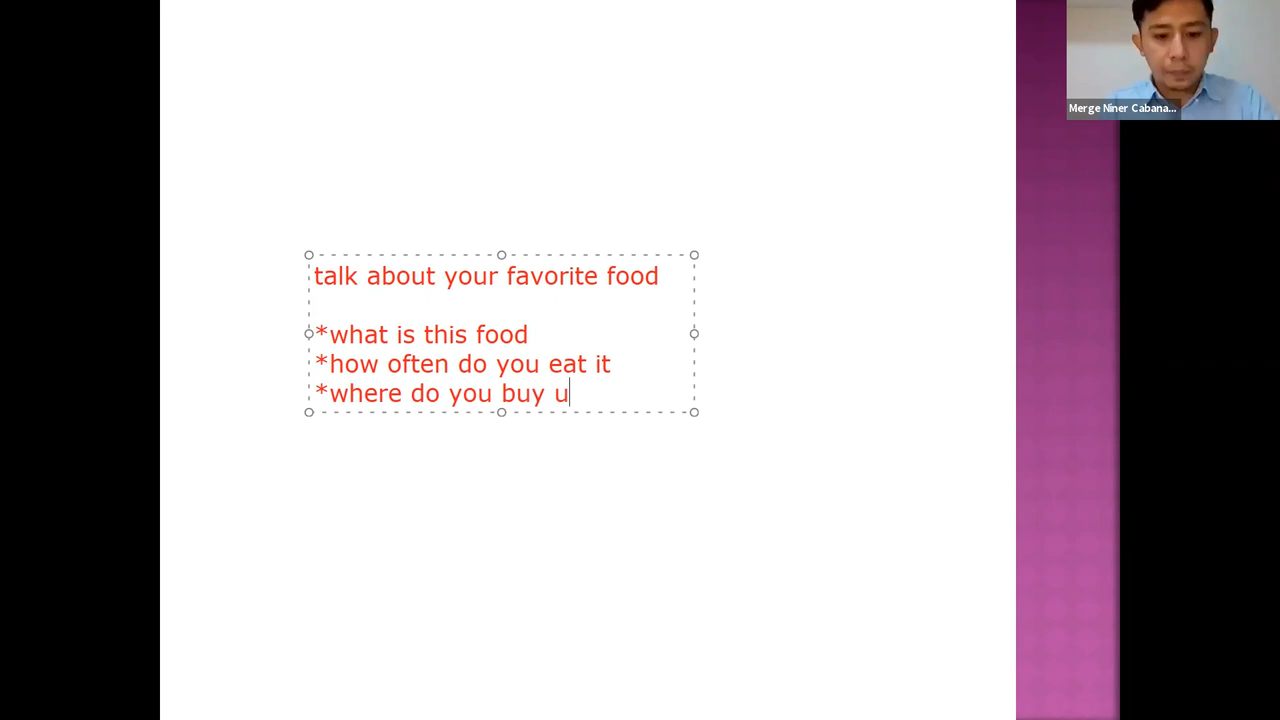 Merge Niner Cabana...
talk about your favorite food
*what is this food
*how often do you eat it
*where do you buy u